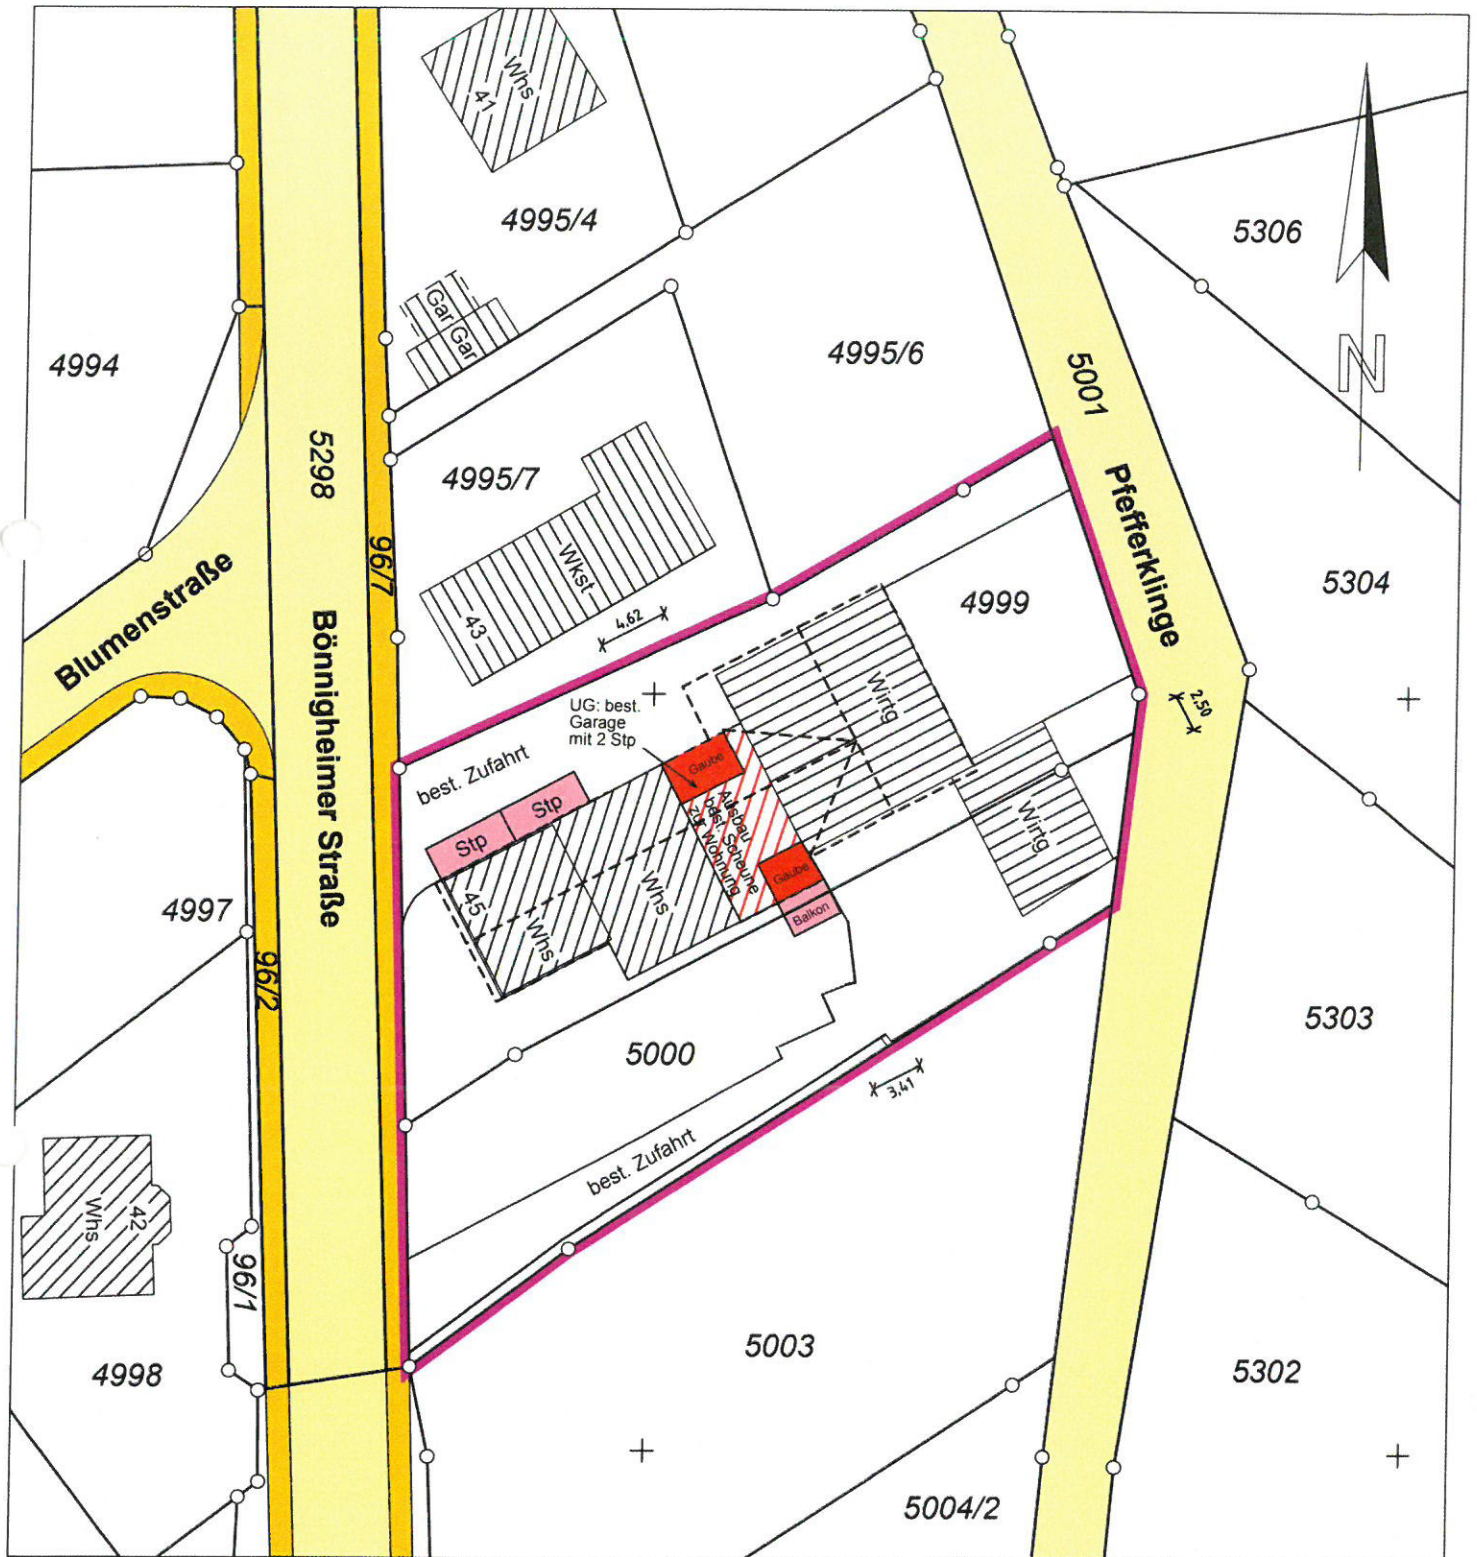 Whs
41
4995/4
5306
Gar
Gar
4994
4995/6
5001
N
5298
4995/7
Pfefferklinge
96/7
Wkst
Blumenstraße
43
4.62
4999
5304
Bönnigheimer Straße
Wirtg
2.50
UG: best.
Garage
mit 2 Stp
best. Zufahrt
Gaube
Stp
Stp
Ausbau
best. Scheune
zur Wohnung
Wirtg
Gaube
Balkon
45
Whs
Whs
4997
96/2
5303
5000
3,41
best. Zufahrt
42
Whs
96/1
4998
5003
5302
5004/2